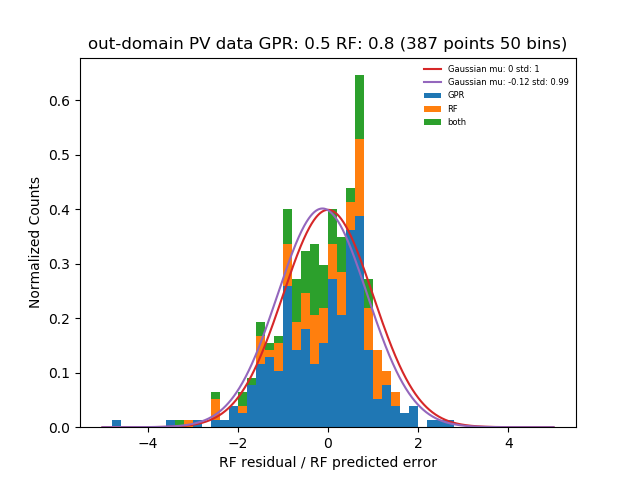 out-domain PV data GPR: 0.5 RF: 0.8 (387 points 50 bins)
Gaussian mu: 0 std: 1
Gaussian mu: -0.12 std: 0.99
GPR
RF
both
Normalized Counts
0.6
0.5
0.4
0.3
0.2
0.1
0.0
−4 −2 0 2 4
RF residual / RF predicted error